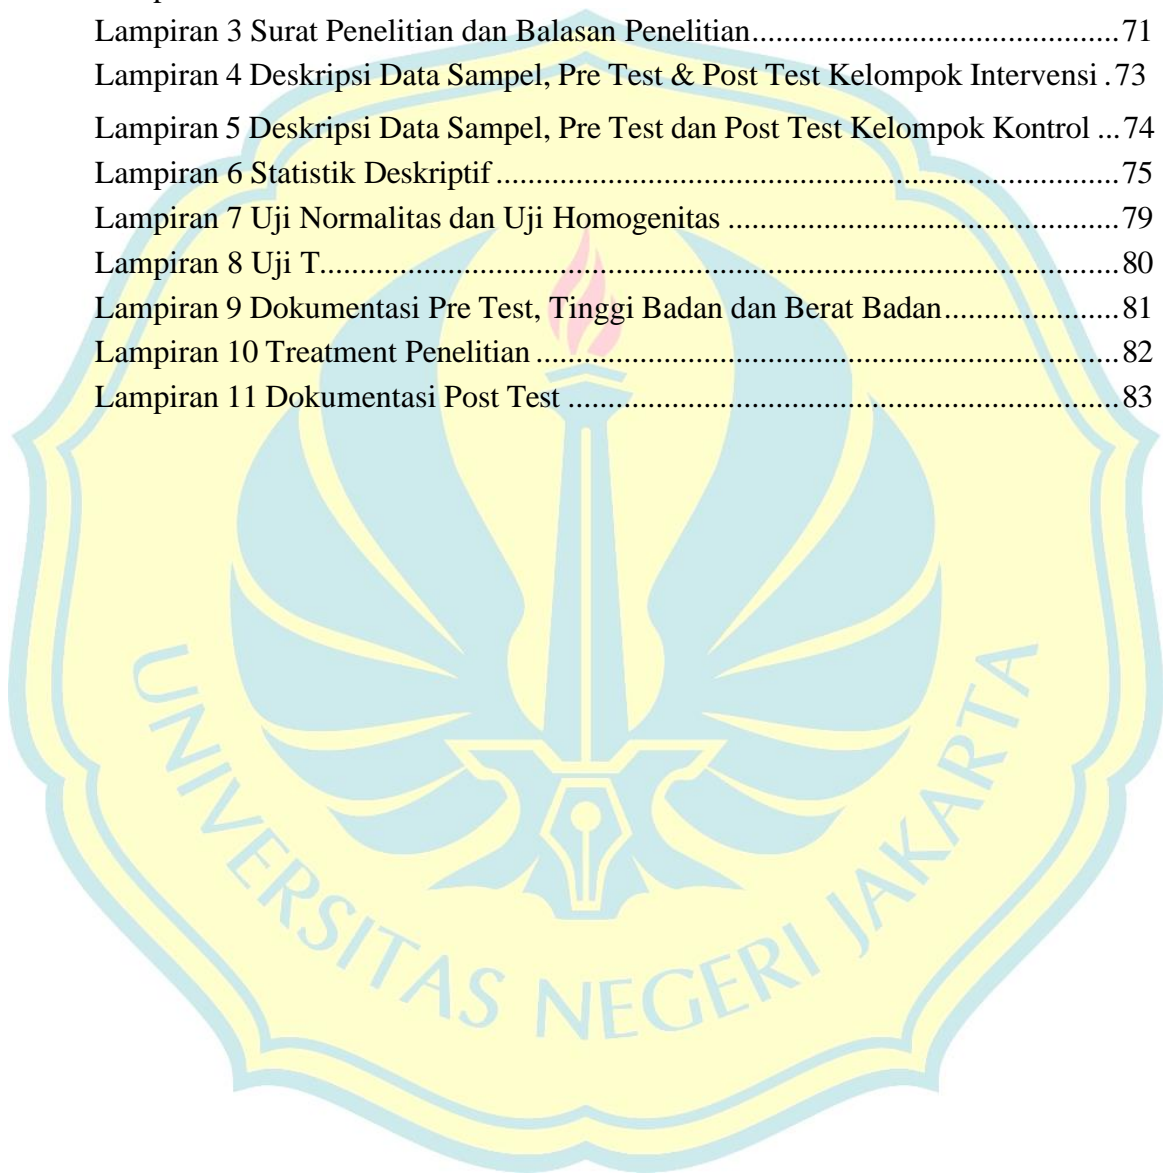 Lampiran 3 Surat Penelitian dan Balasan Penelitian..............................................71
Lampiran 4 Deskripsi Data Sampel, Pre Test & Post Test Kelompok Intervensi .73
Lampiran 5 Deskripsi Data Sampel, Pre Test dan Post Test Kelompok Kontrol ...74
Lampiran 6 Statistik Deskriptif...............................................................................75
Lampiran 7 Uji Normalitas dan Uji Homogenitas .................................................79
Lampiran 8 Uji T.....................................................................................................80
Lampiran 9 Dokumentasi Pre Test, Tinggi Badan dan Berat Badan......................81
Lampiran 10 Treatment Penelitian .........................................................................82
Lampiran 11 Dokumentasi Post Test .....................................................................83
UNIVERSITAS NEGERI JAKARTA